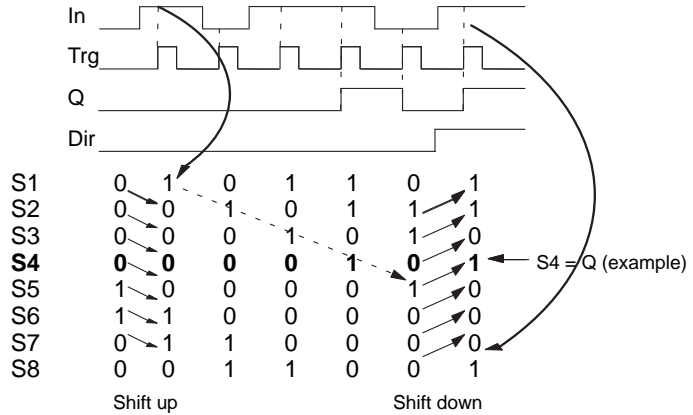 In
Trg
Q
Dir
S1 0 1 0 1 1 0 1
S2 0 0 1 0 1 1 1
S3 0 0 0 1 0 1 0
S4 0 0 0 0 1 0 1 S4 = Q (example)
S5 1 0 0 0 0 1 0
S6 1 1 0 0 0 0 0
S7 0 1 1 0 0 0 0
S8 0 0 1 1 0 0 1
Shift up Shift down